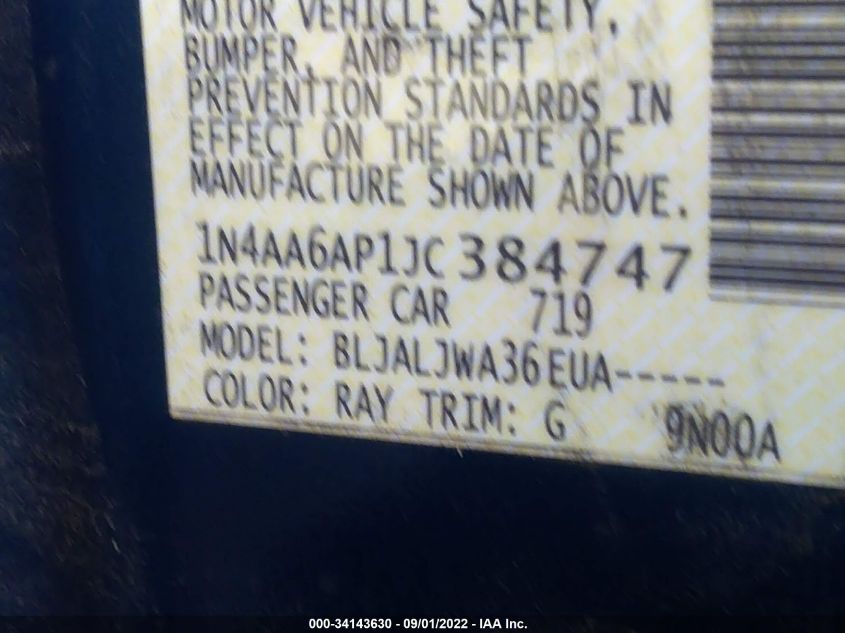 MOTOR VEHICLE SAFETY,
BUMPER, AND THEFT
PREVENTION STANDARDS IN
EFFECT ON THE DATE OF
MANUFACTURE SHOWN ABOVE.
1N4AA6AP1JC384747
PASSENGER CAR 719
MODEL: BLJALJWA36EUA-----
COLOR: RAY TRIM: G 9N00A
000-34143630 - 09/01/2022 - IAA Inc.